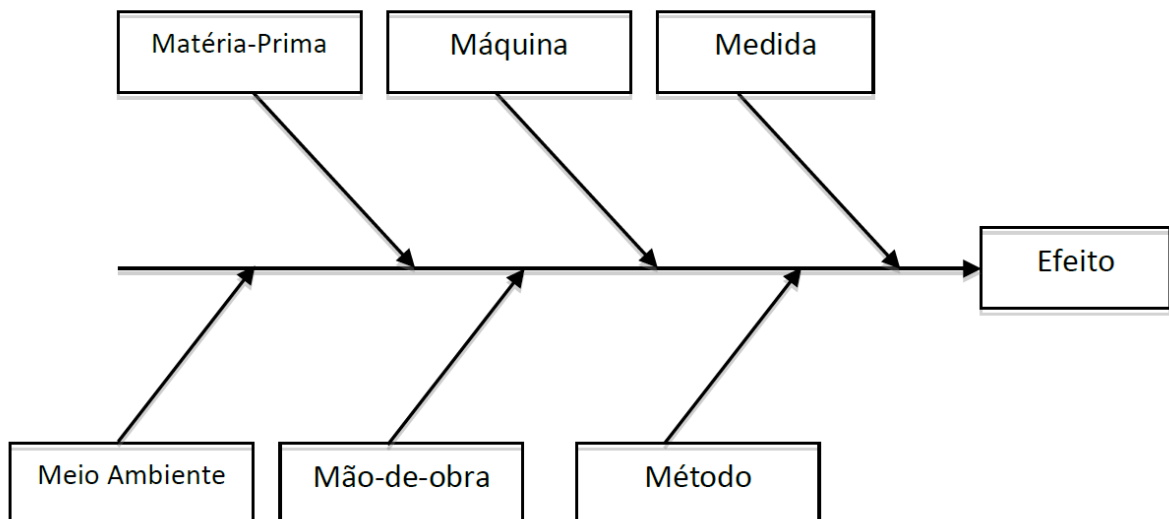 Matéria-Prima
Máquina
Medida
Efeito
Meio Ambiente
Mão-de-obra
Método